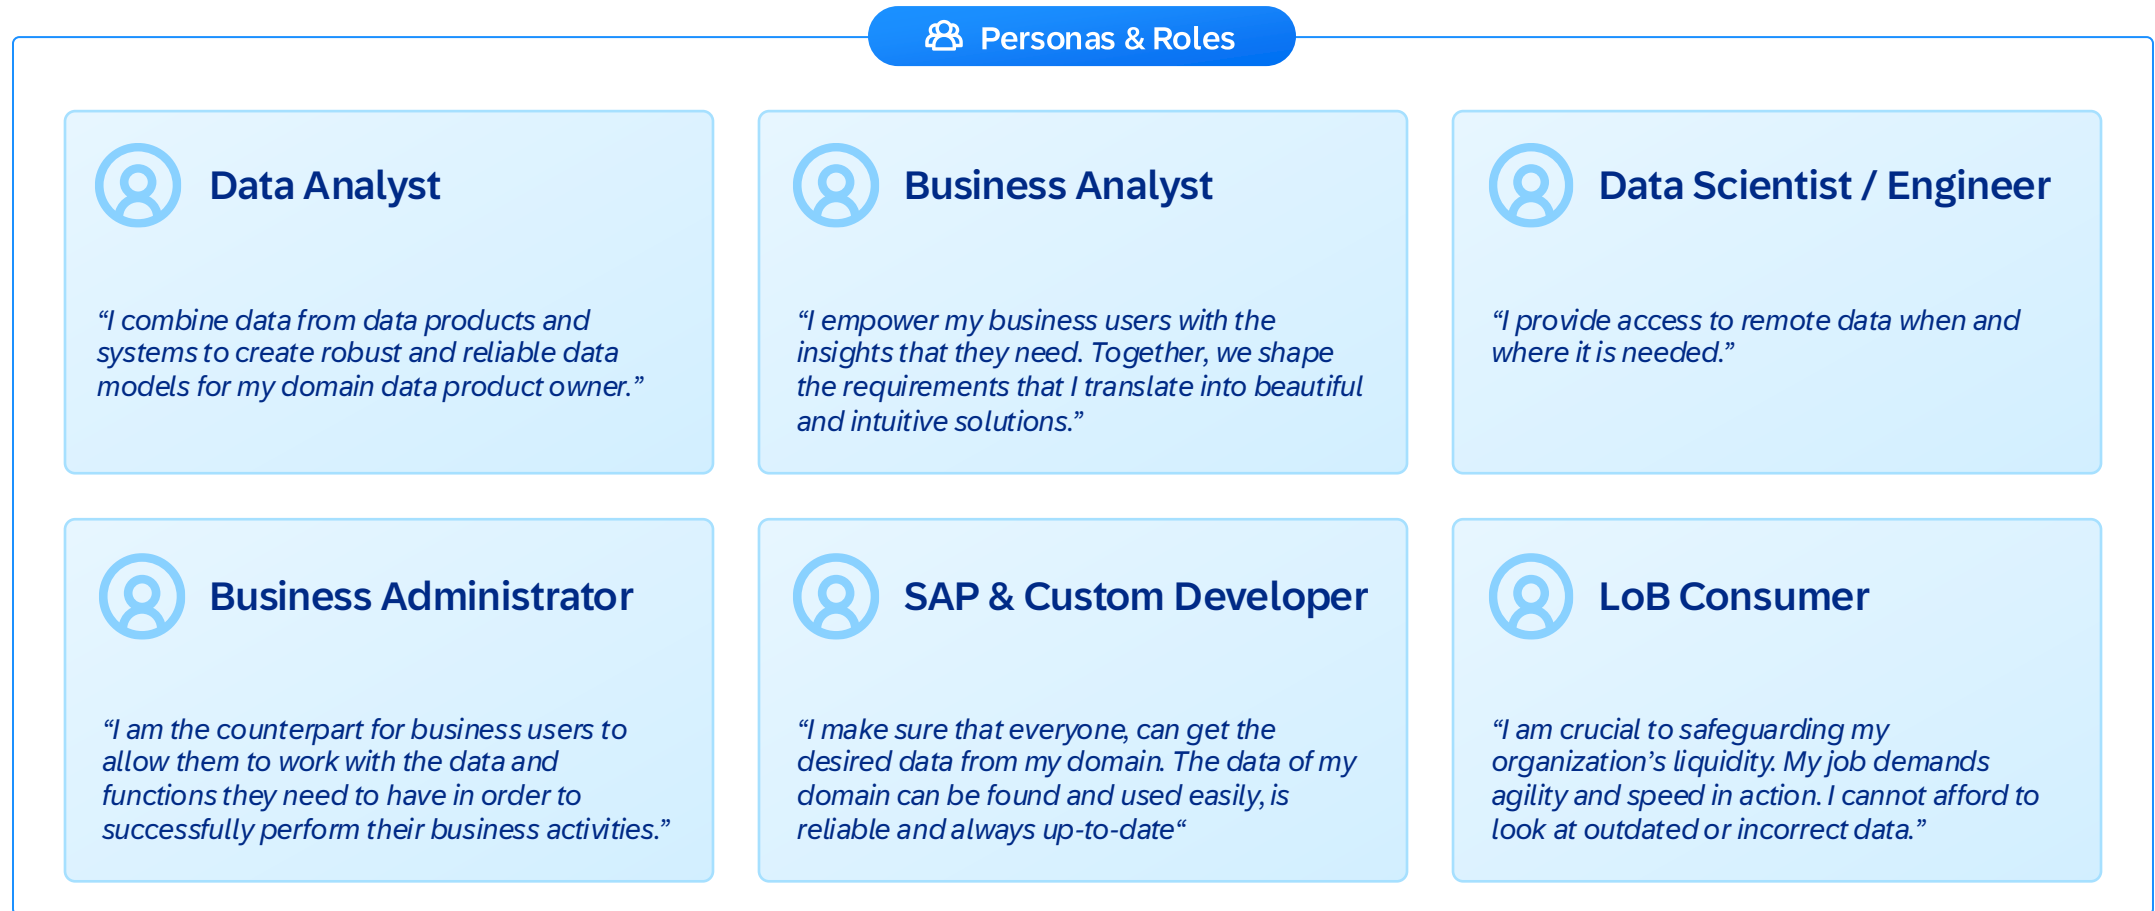 Personas & Roles
Data Analyst
“I combine data from data products and
systems to create robust and reliable data
models for my domain data product owner.”
Business Analyst
“I empower my business users with the
insights that they need. Together, we shape
the requirements that I translate into beautiful
and intuitive solutions.”
Data Scientist / Engineer
“I provide access to remote data when and
where it is needed.”
Business Administrator
“I am the counterpart for business users to
allow them to work with the data and
functions they need to have in order to
successfully perform their business activities.”
SAP & Custom Developer
“I make sure that everyone, can get the
desired data from my domain. The data of my
domain can be found and used easily, is
reliable and always up-to-date“
LoB Consumer
“I am crucial to safeguarding my
organization’s liquidity. My job demands
agility and speed in action. I cannot afford to
look at outdated or incorrect data.”